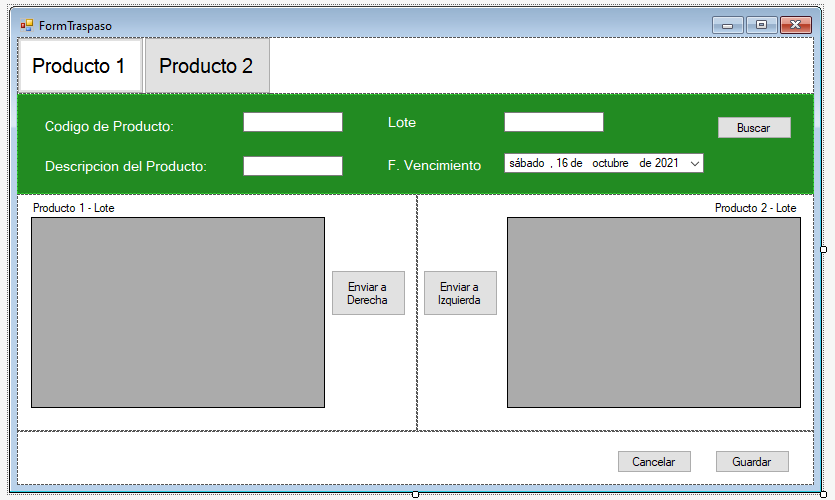 FormTraspaso
Producto 1
Producto 2
Codigo de Producto:
Lote
Buscar
Descripcion del Producto:
F. Vencimiento
sábado , 16 de octubre de 2021
Producto 1 - Lote
Producto 2 - Lote
Enviar a
Derecha
Enviar a
Izquierda
Cancelar
Guardar